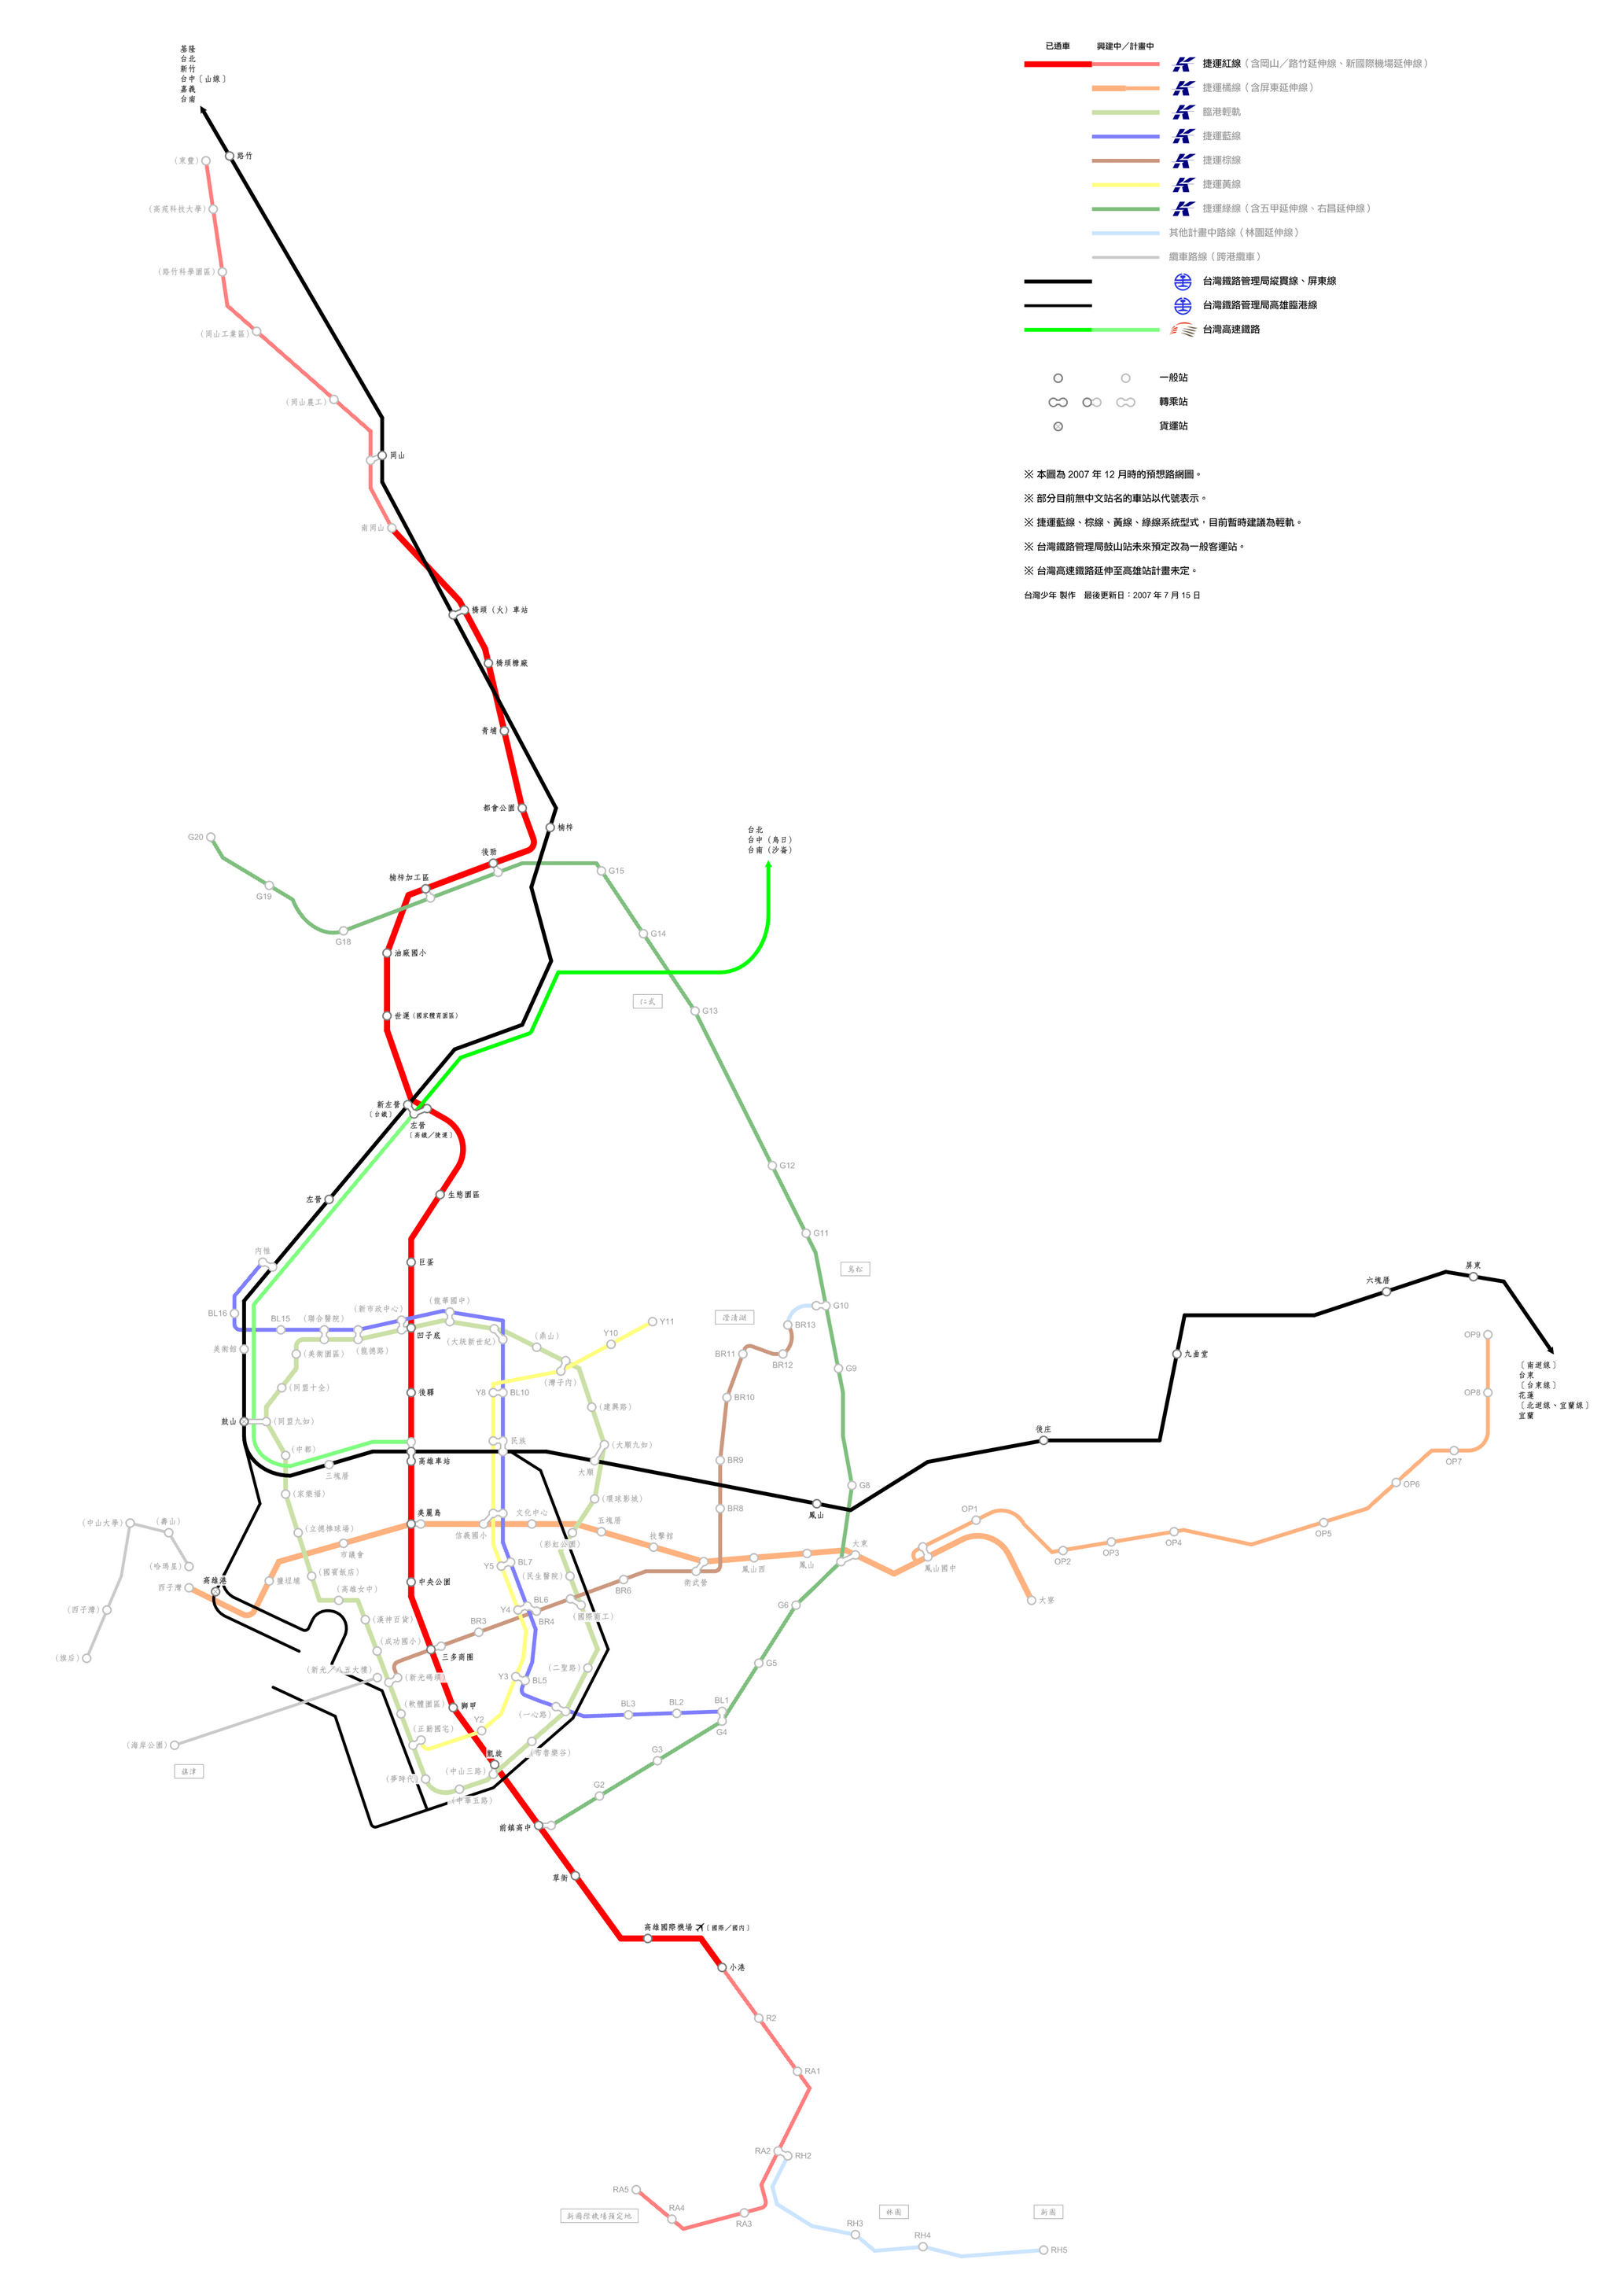 基隆
台北
新竹
台中〔山線〕
嘉義
台南
路竹
(高苑科技大學)
(路竹科學園區)
(岡山工業區)
(岡山農工)
岡山
南岡山
橋頭(火)車站
橋頭糖廠
青埔
都會公園
楠梓
後勁
楠梓加工區
G20
G19
G18
G15
G14
G13
油廠國小
世運(國家體育園區)
仁武
台北
台中(烏日)
台南(沙崙)
新左營
(台鐵)
左營
〔高鐵/捷運〕
G12
左營
生態園區
G11
鳥松
內惟
巨蛋
BL16
BL15
(聯合醫院)
(新市政中心)
(龍華國中)
凹子底
(大統新世紀)
(鼎山)
Y10
Y11
澄清湖
BR13
G10
美術館
(美術園區)
(龍德路)
(灣子內)
BR11
BR12
G9
(同盟十全)
後驛
Y8
BL10
BR10
(建興路)
鼓山
(同盟九如)
(中都)
民族
(大順九如)
高雄車站
三塊厝
大順
BR9
G8
(家樂福)
(環球影城)
BR8
鳳山
後庄
九曲堂
六塊厝
屏東
〔南迴線〕
台東
〔台東線〕
花蓮
〔北迴線、宜蘭線〕
宜蘭
OP9
OP8
OP7
OP6
OP5
OP4
OP3
OP2
OP1
(中山大學)
(壽山)
(哈瑪星)
西子灣
高雄港
鹽埕埔
(立德棒球場)
市議會
美麗島
信義國小
文化中心
五塊厝
(彩虹公園)
技擊館
衛武營
鳳山西
鳳山
大東
鳳山國中
大寮
(國賓飯店)
(高雄女中)
中央公園
Y5
BL7
(民生醫院)
BR6
BL6
Y4
BR4
(國際商工)
G6
BR3
(西子灣)
(旗后)
(漢神百貨)
(成功國小)
三多商圈
(新光/八五大樓)
(新光碼頭)
Y3
BL5
(二聖路)
G5
(軟體園區)
獅甲
(一心路)
BL3
BL2
BL1
G4
(海岸公園)
旗津
(正勤國宅)
Y2
凱旋
(布魯樂谷)
G3
(夢時代)
(中山三路)
(中華五路)
G2
前鎮高中
草衙
高雄國際機場
(國際/國內)
小港
R2
RA1
RA2
RH2
RA5
RA4
RA3
新國際機場預定地
RH3
RH4
RH5
林園
新園
已通車
興建中/計畫中
捷運紅線(含岡山/路竹延伸線、新國際機場延伸線)
捷運橘線(含屏東延伸線)
臨港輕軌
捷運藍線
捷運棕線
捷運黃線
捷運綠線(含五甲延伸線、右昌延伸線)
其他計畫中路線(林園延伸線)
纜車路線(跨港纜車)
台灣鐵路管理局縱貫線、屏東線
台灣鐵路管理局高雄臨港線
台灣高速鐵路
一般站
轉乘站
貨運站
※ 本圖為 2007 年 12 月時的預想路網圖。
※ 部分目前無中文站名的車站以代號表示。
※ 捷運藍線、棕線、黃線、綠線系統型式,目前暫時建議為輕軌。
※ 台灣鐵路管理局鼓山站未來預定改為一般客運站。
※ 台灣高速鐵路延伸至高雄站計畫未定。
台灣少年 製作 最後更新日:2007 年 7 月 15 日